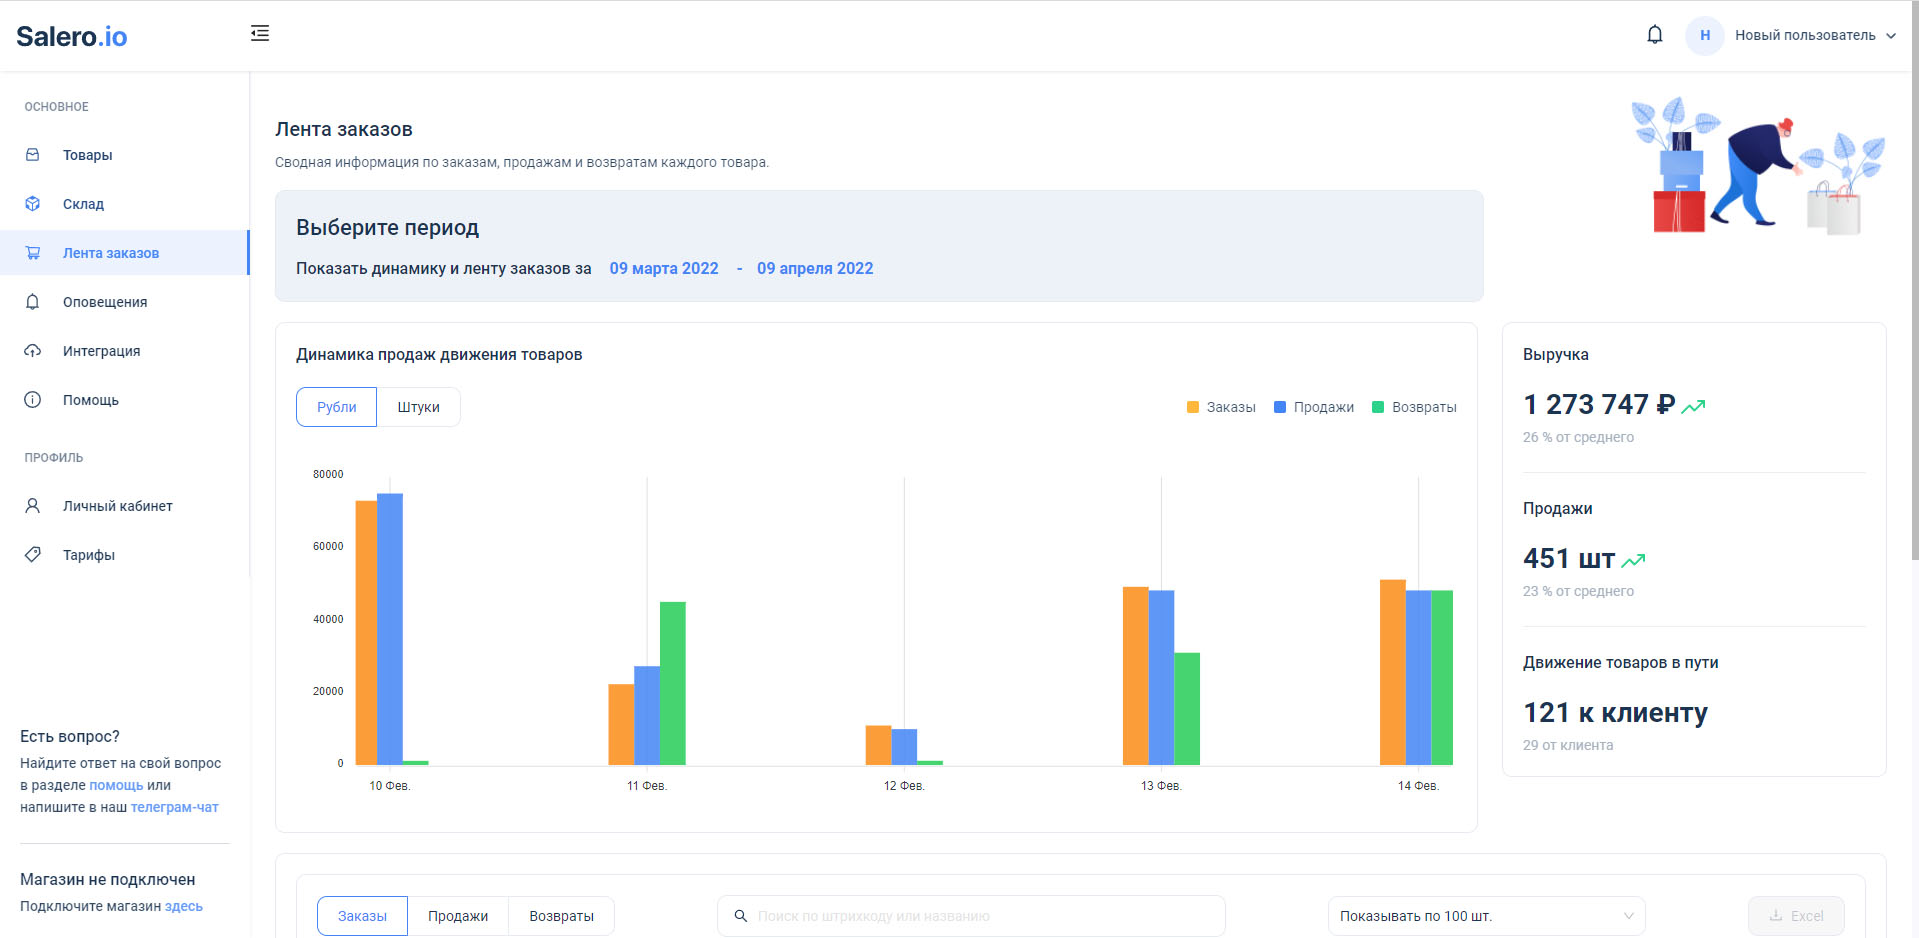 Salero.io
Н Новый пользователь
ОСНОВНОЕ
Товары
Склад
Лента заказов
Оповещения
Интеграция
Помощь
ПРОФИЛЬ
Личный кабинет
Тарифы
Есть вопрос?
Найдите ответ на свой вопрос
в разделе помощь или
напишите в наш телеграм-чат
Магазин не подключен
Подключите магазин здесь
Лента заказов
Сводная информация по заказам, продажам и возвратам каждого товара.
Выберите период
Показать динамику и ленту заказов за 09 марта 2022 - 09 апреля 2022
Динамика продаж движения товаров
Рубли Штуки
Заказы Продажи Возвраты
80000
60000
40000
20000
0
10 Фев. 11 Фев. 12 Фев. 13 Фев. 14 Фев.
Выручка
1 273 747 ₽
26 % от среднего
Продажи
451 шт
23 % от среднего
Движение товаров в пути
121 к клиенту
29 от клиента
Заказы Продажи Возвраты
Поиск по штрихкоду или названию
Показывать по 100 шт.
Excel